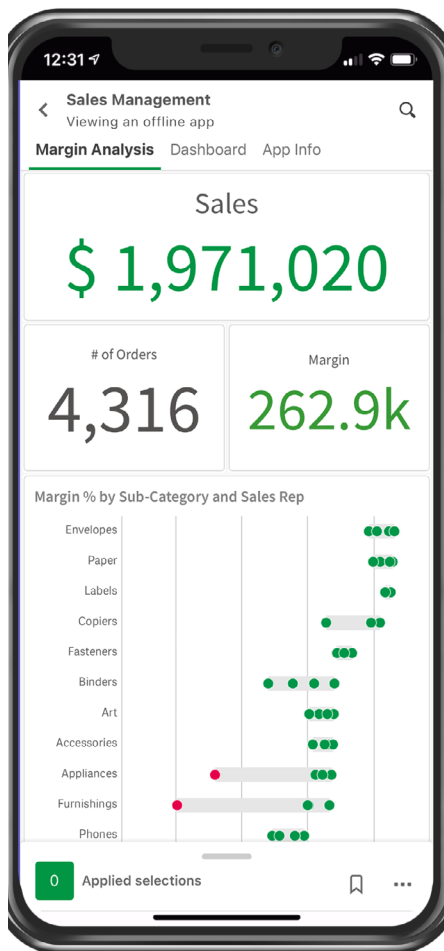 12:31
Sales Management
Viewing an offline app
Margin Analysis Dashboard App Info
Sales
$ 1,971,020
# of Orders
4,316
Margin
262.9k
Margin % by Sub-Category and Sales Rep
Envelopes
Paper
Labels
Copiers
Fasteners
Binders
Art
Accessories
Appliances
Furnishings
Phones
0 Applied selections